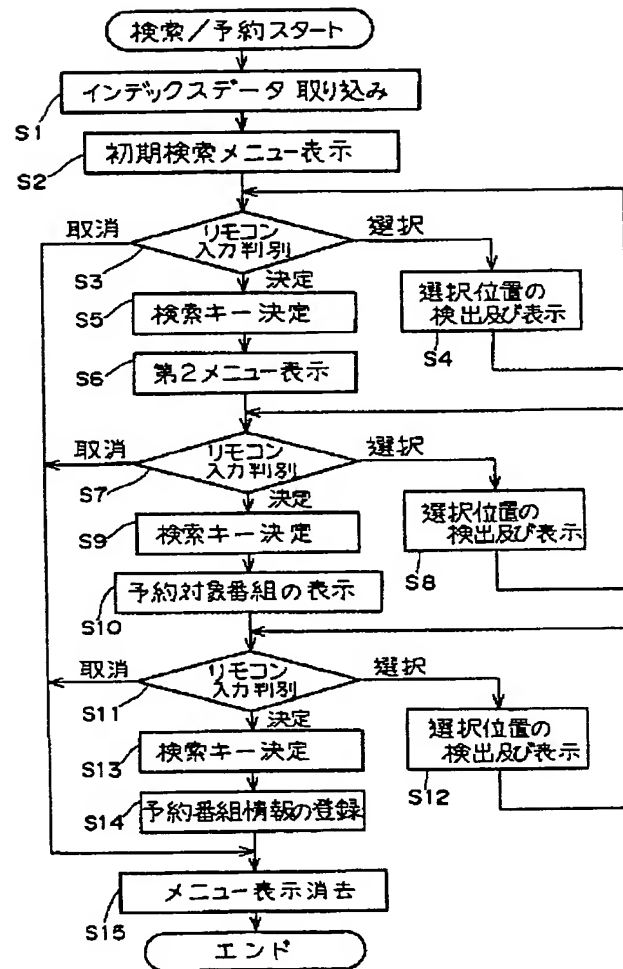 検索／予約スタート
インデックスデータ取り込み
S1
初期検索メニュー表示
S2
取消
リモコン
入力判別
選択
S3
決定
選択位置の
検出及び表示
S4
検索キー決定
S5
第2メニュー表示
S6
取消
リモコン
入力判別
選択
S7
決定
選択位置の
検出及び表示
S8
検索キー決定
S9
予約対象番組の表示
S10
取消
リモコン
入力判別
選択
S11
決定
選択位置の
検出及び表示
S12
検索キー決定
S13
予約番組情報の登録
S14
メニュー表示消去
S15
エンド